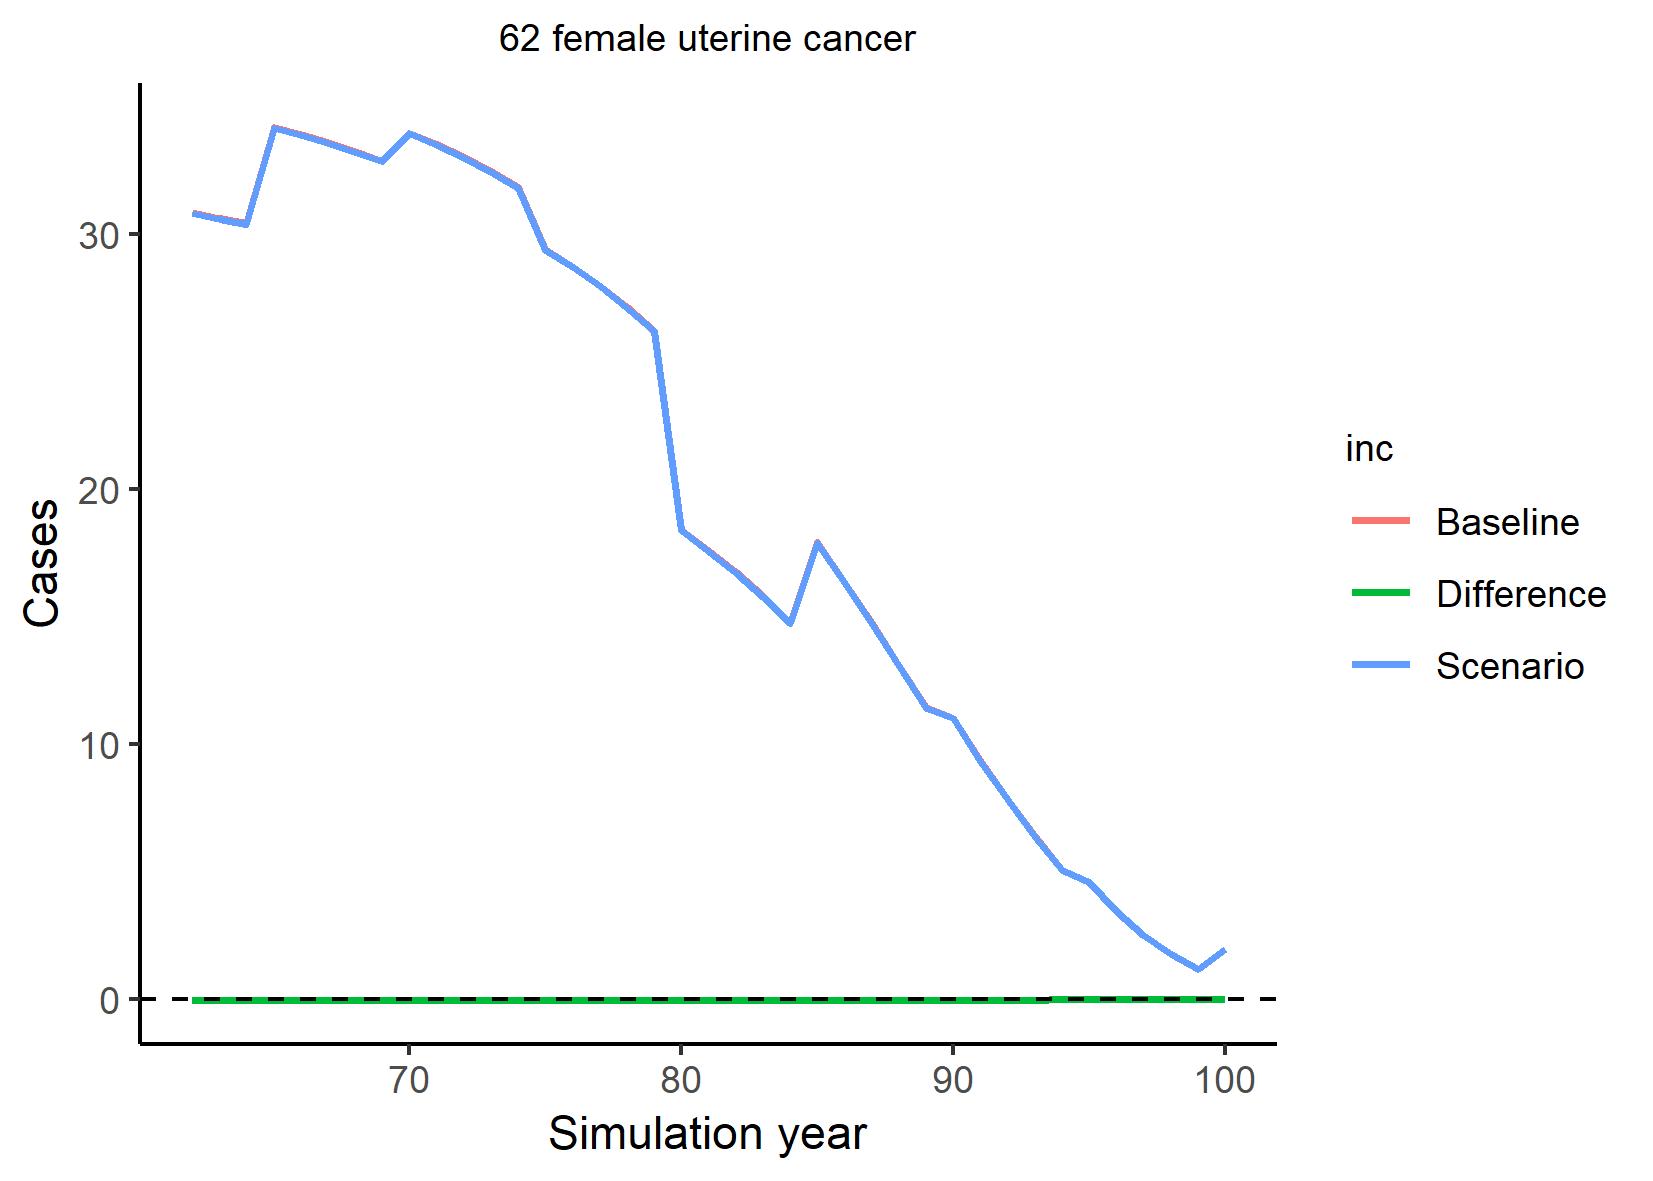 62 female uterine cancer
Cases
30
20
10
0
70 80 90 100
Simulation year
inc
Baseline
Difference
Scenario